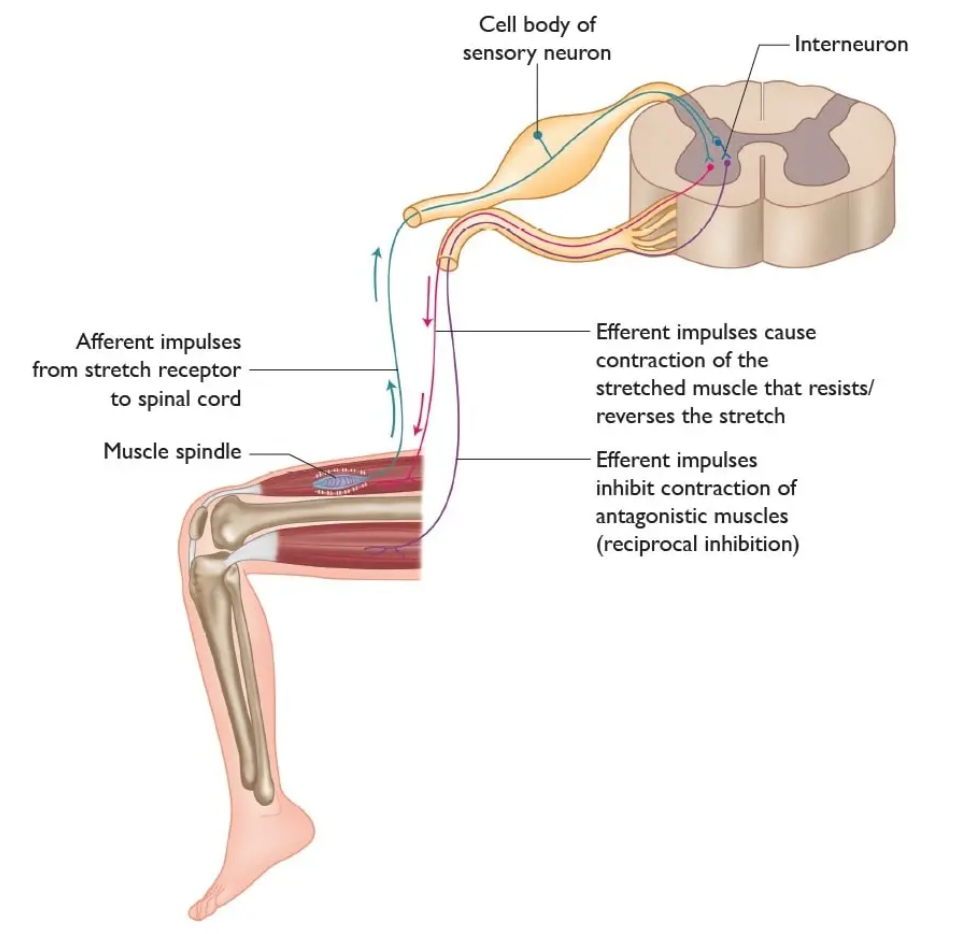 Cell body of
sensory neuron
Interneuron
Afferent impulses
from stretch receptor
to spinal cord
Efferent impulses cause
contraction of the
stretched muscle that resists/
reverses the stretch
Muscle spindle
Efferent impulses
inhibit contraction of
antagonistic muscles
(reciprocal inhibition)